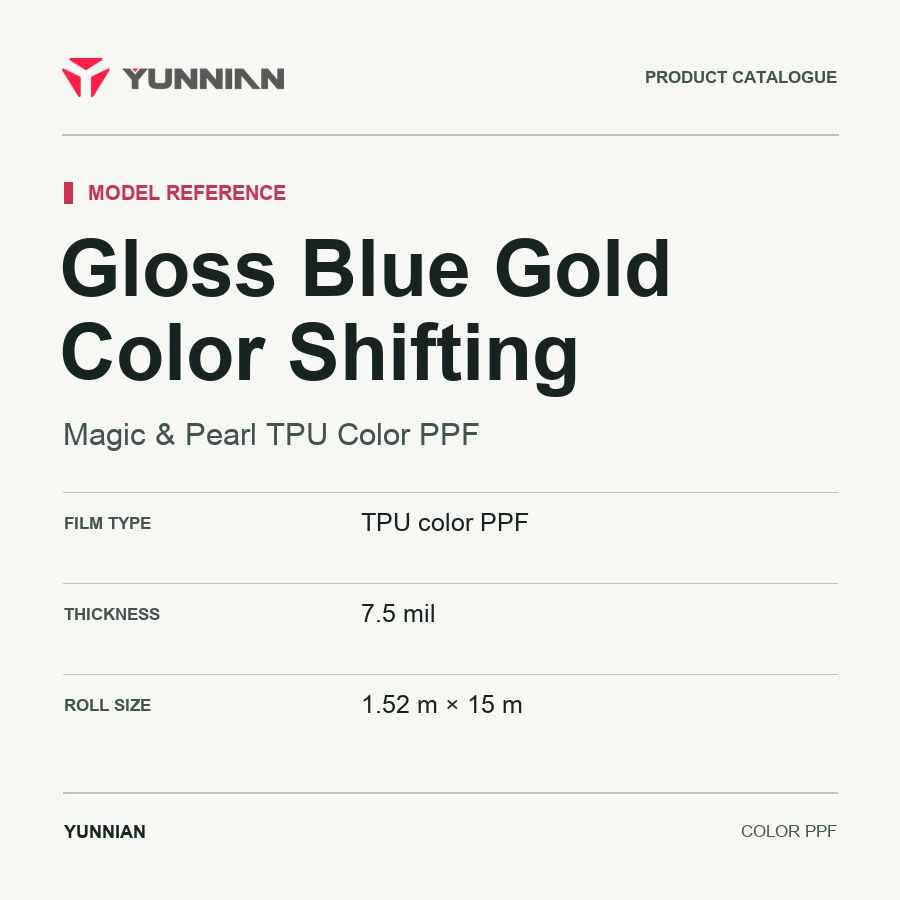 YUNNIAN
PRODUCT CATALOGUE
MODEL REFERENCE
Gloss Blue Gold
Color Shifting
Magic & Pearl TPU Color PPF
FILM TYPE TPU color PPF
THICKNESS 7.5 mil
ROLL SIZE 1.52 m × 15 m
YUNNIAN
COLOR PPF